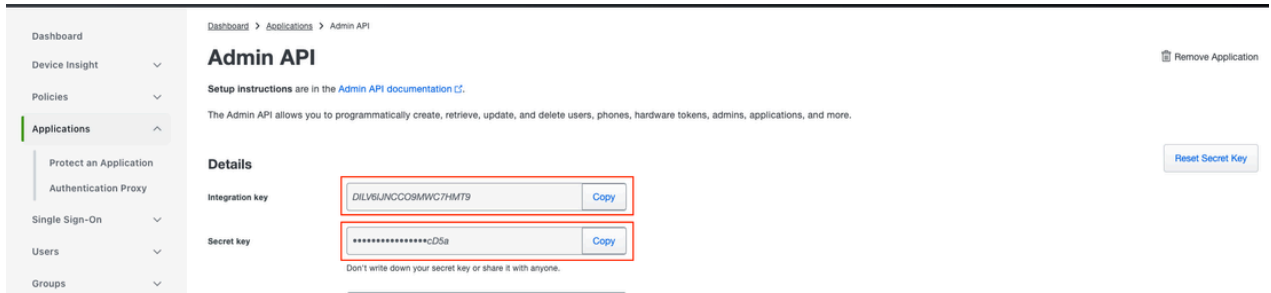 Dashboard
Device Insight
Policies
Applications
Protect an Application
Authentication Proxy
Single Sign-On
Users
Groups
Dashboard > Applications > Admin API
Admin API
Remove Application
Setup instructions are in the Admin API documentation.
The Admin API allows you to programmatically create, retrieve, update, and delete users, phones, hardware tokens, admins, applications, and more.
Details
Reset Secret Key
Integration key
DILV6IJNCCO9MWC7HMT9 Copy
Secret key
••••••••••••••••cD5a Copy
Don't write down your secret key or share it with anyone.